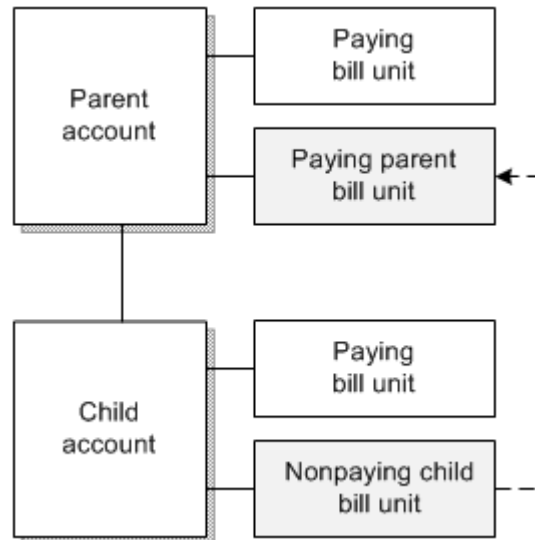 Parent
account
Paying
bill unit
Paying parent
bill unit
Child
account
Paying
bill unit
Nonpaying child
bill unit